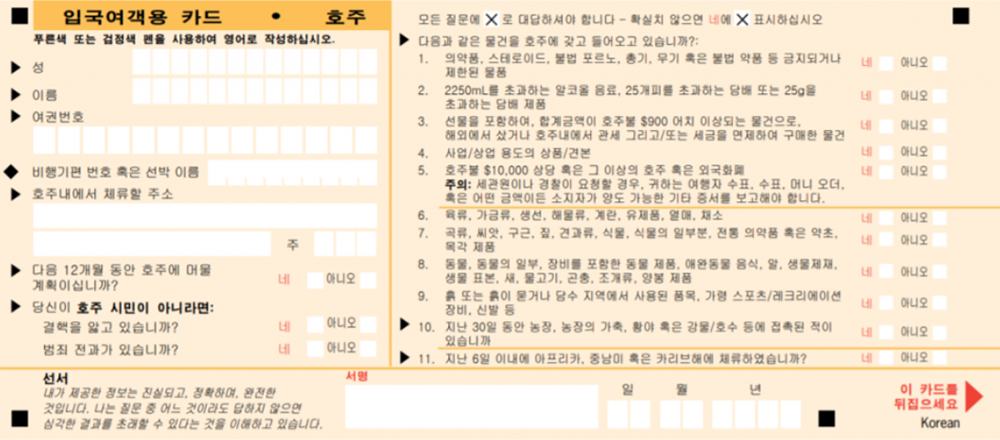 입국여객용 카드 • 호주
푸른색 또는 검정색 펜을 사용하여 영어로 작성하십시오.
성
이름
여권번호
비행기편 번호 혹은 선박 이름
호주내에서 체류할 주소
주
다음 12개월 동안 호주에 머물
계획이십니까? 네 아니오
당신이 호주 시민이 아니라면:
결핵을 앓고 있습니까? 네 아니오
범죄 전과가 있습니까? 네 아니오
모든 질문에 X 로 대답하셔야 합니다 - 확실치 않으면 네에 X 표시하십시오
다음과 같은 물건을 호주에 갖고 들어오고 있습니까?:
1. 의약품, 스테로이드, 불법 포르노, 총기, 무기 혹은 불법 약품 등 금지되거나 네 아니오
제한된 물품
2. 2250mL를 초과하는 알코올 음료, 25개피를 초과하는 담배 또는 25g을 네 아니오
초과하는 담배 제품
3. 선물을 포함하여, 합계금액이 호주불 $900 어치 이상되는 물건으로, 네 아니오
해외에서 샀거나 호주내에서 관세 그리고/또는 세금을 면제하여 구매한 물건
4. 사업/상업 용도의 상품/견본 네 아니오
5. 호주불 $10,000 상당 혹은 그 이상의 호주 혹은 외국화폐 네 아니오
주의: 세관원이나 경찰이 요청할 경우, 귀하는 여행자 수표, 수표, 머니 오더,
혹은 어떤 금액이든 소지자가 양도 가능한 기타 증서를 보고해야 합니다.
6. 육류, 가금류, 생선, 해물류, 계란, 유제품, 열매, 채소 네 아니오
7. 곡류, 씨앗, 구근, 짚, 견과류, 식물, 식물의 일부분, 전통 의약품 혹은 약초, 네 아니오
목각 제품
8. 동물, 동물의 일부, 장비를 포함한 동물 제품, 애완동물 음식, 알, 생물제재, 네 아니오
생물 표본, 새, 물고기, 곤충, 조개류, 양봉 제품
9. 흙 또는 흙이 묻거나 담수 지역에서 사용된 품목, 가령 스포츠/레크리에이션 네 아니오
장비, 신발 등
10. 지난 30일 동안 농장, 농장의 가축, 황야 혹은 강물/호수 등에 접촉된 적이 네 아니오
있습니까
11. 지난 6일 이내에 아프리카, 중남미 혹은 카리브해에 체류하였습니까? 네 아니오
선서
내가 제공한 정보는 진실되고, 정확하며, 완전한
것입니다. 나는 질문 중 어느 것이라도 답하지 않으면
심각한 결과를 초래할 수 있다는 것을 이해하고 있습니다.
서명
일 월 년
이 카드를
뒤집으세요
Korean